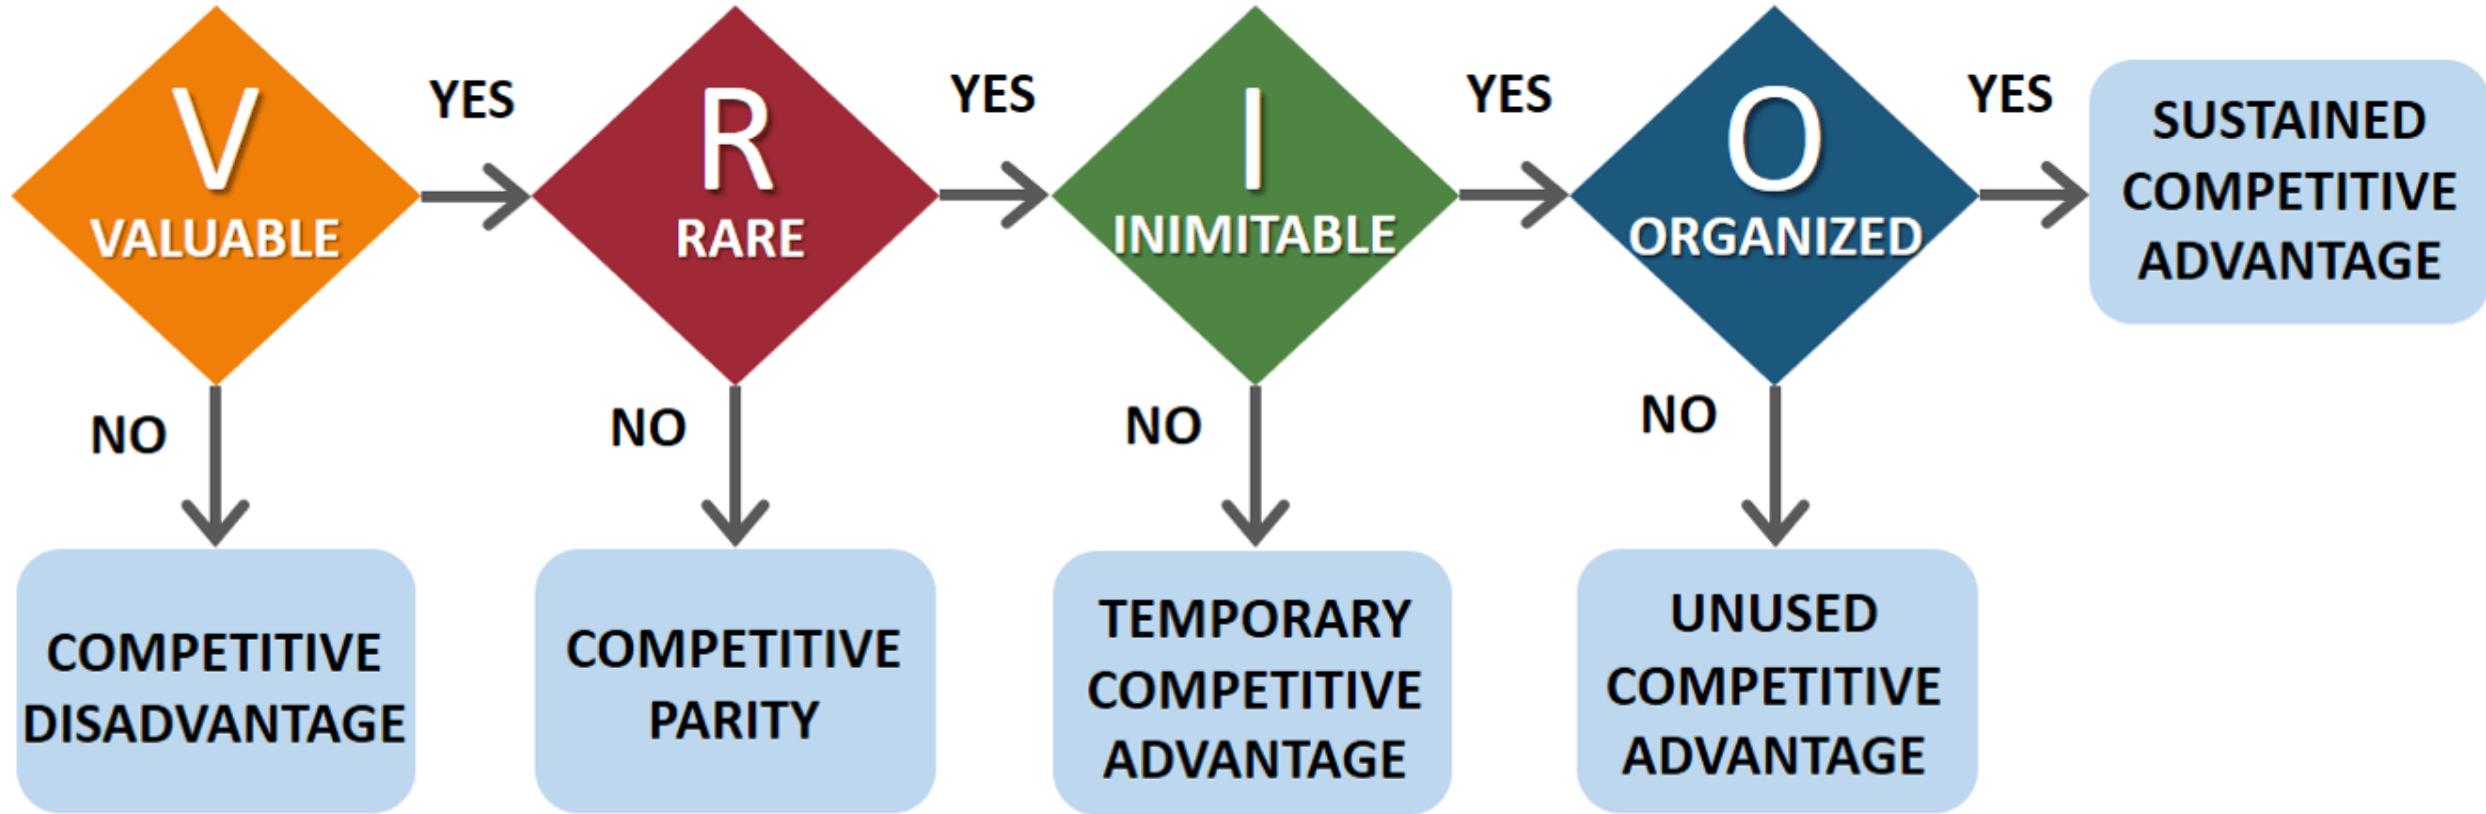 V
VALUABLE
YES
R
RARE
YES
I
INIMITABLE
YES
O
ORGANIZED
YES
SUSTAINED
COMPETITIVE
ADVANTAGE
NO
COMPETITIVE
DISADVANTAGE
NO
COMPETITIVE
PARITY
NO
TEMPORARY
COMPETITIVE
ADVANTAGE
NO
UNUSED
COMPETITIVE
ADVANTAGE